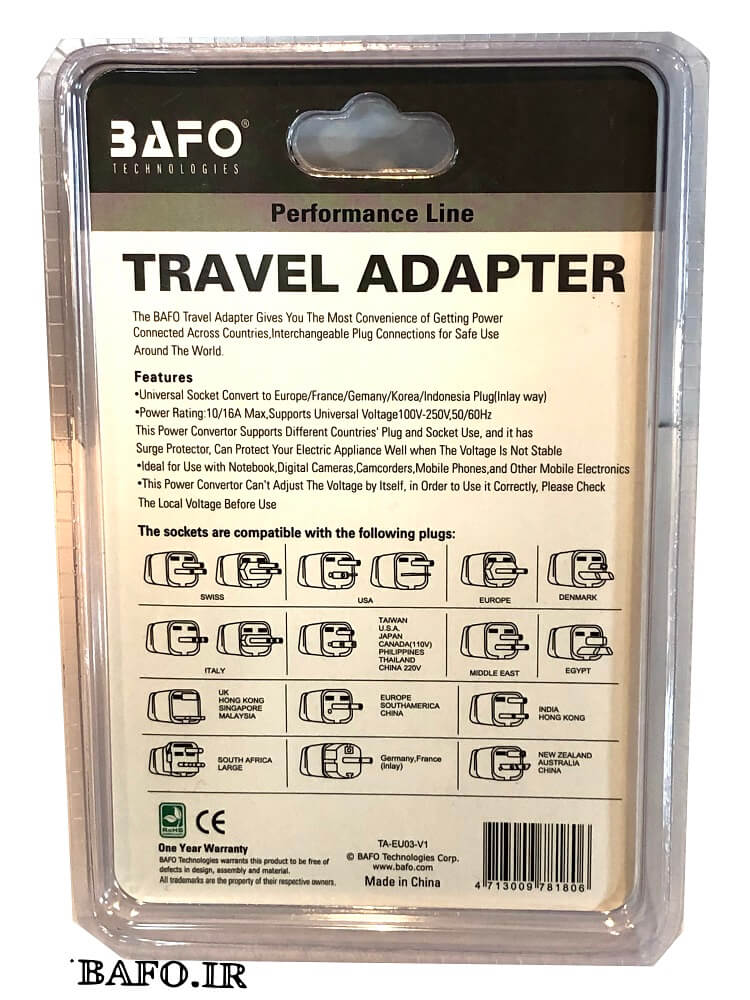 BAFO®
TECHNOLOGIES
Performance Line
TRAVEL ADAPTER
The BAFO Travel Adapter Gives You The Most Convenience of Getting Power
Connected Across Countries,Interchangeable Plug Connections for Safe Use
Around The World.
Features
•Universal Socket Convert to Europe/France/Gemany/Korea/Indonesia Plug(Inlay way)
•Power Rating:10/16A Max,Supports Universal Voltage100V-250V,50/60Hz
This Power Convertor Supports Different Countries' Plug and Socket Use, and it has
Surge Protector, Can Protect Your Electric Appliance Well when The Voltage Is Not Stable
•Ideal for Use with Notebook,Digital Cameras,Camcorders,Mobile Phones,and Other Mobile Electronics
•This Power Convertor Can't Adjust The Voltage by Itself, in Order to Use it Correctly, Please Check
The Local Voltage Before Use
The sockets are compatible with the following plugs:
SWISS
USA
EUROPE
DENMARK
ITALY
TAIWAN
U.S.A.
JAPAN
CANADA(110V)
PHILIPPINES
THAILAND
CHINA 220V
MIDDLE EAST
EGYPT
UK
HONG KONG
SINGAPORE
MALAYSIA
EUROPE
SOUTHAMERICA
CHINA
INDIA
HONG KONG
SOUTH AFRICA
LARGE
Germany,France
(inlay)
NEW ZEALAND
AUSTRALIA
CHINA
RoHS
CE
One Year Warranty
BAFO Technologies warrants this product to be free of
defects in design, assembly and material.
All trademarks are the property of their respective owners.
TA-EU03-V1
© BAFO Technologies Corp.
www.bafo.com
Made in China
4 713009 781806
BAFO.IR